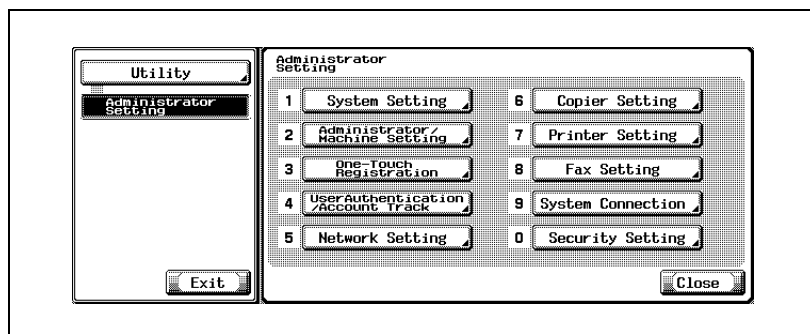 Utility
Administrator
Setting
Exit
Administrator
Setting
1 System Setting
2 Administrator/
Machine Setting
3 One-Touch
Registration
4 UserAuthentication
/Account Track
5 Network Setting
6 Copier Setting
7 Printer Setting
8 Fax Setting
9 System Connection
0 Security Setting
Close